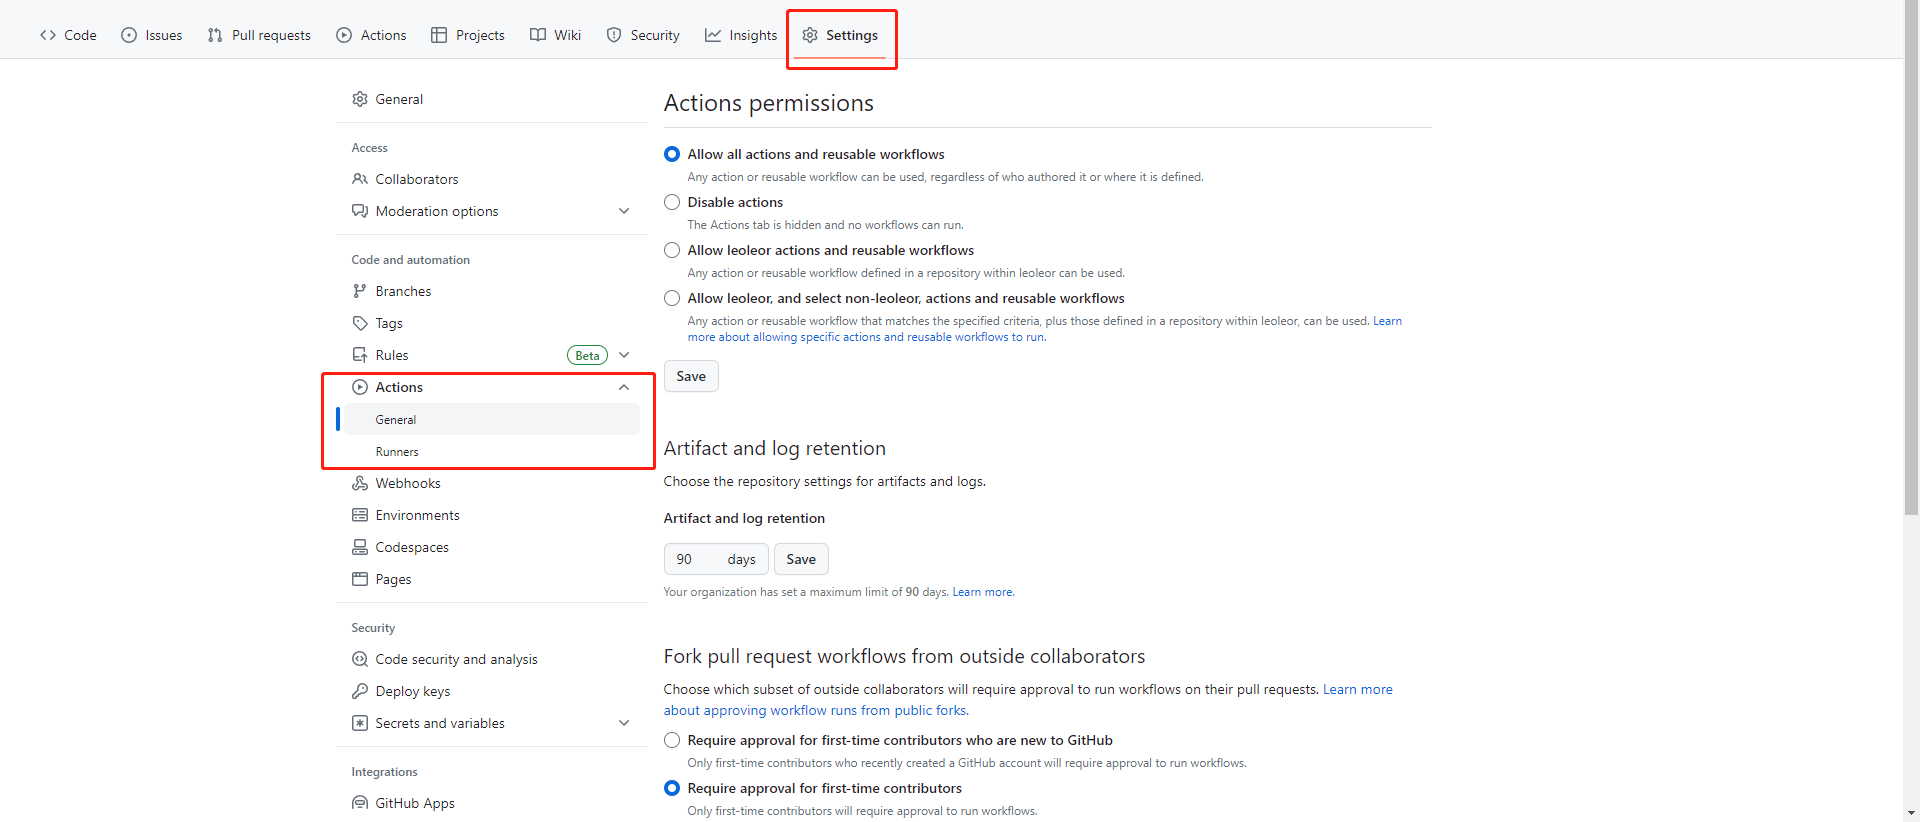 Code
Issues
Pull requests
Actions
Projects
Wiki
Security
Insights
Settings
General
Access
Collaborators
Moderation options
Code and automation
Branches
Tags
Rules
Beta
Actions
General
Runners
Webhooks
Environments
Codespaces
Pages
Security
Code security and analysis
Deploy keys
Secrets and variables
Integrations
GitHub Apps
Actions permissions
Allow all actions and reusable workflows
Any action or reusable workflow can be used, regardless of who authored it or where it is defined.
Disable actions
The Actions tab is hidden and no workflows can run.
Allow leoleor actions and reusable workflows
Any action or reusable workflow defined in a repository within leoleor can be used.
Allow leoleor, and select non-leoleor, actions and reusable workflows
Any action or reusable workflow that matches the specified criteria, plus those defined in a repository within leoleor, can be used. Learn
more about allowing specific actions and reusable workflows to run.
Save
Artifact and log retention
Choose the repository settings for artifacts and logs.
Artifact and log retention
90 days Save
Your organization has set a maximum limit of 90 days. Learn more.
Fork pull request workflows from outside collaborators
Choose which subset of outside collaborators will require approval to run workflows on their pull requests. Learn more
about approving workflow runs from public forks.
Require approval for first-time contributors who are new to GitHub
Only first-time contributors who recently created a GitHub account will require approval to run workflows.
Require approval for first-time contributors
Only first-time contributors will require approval to run workflows.